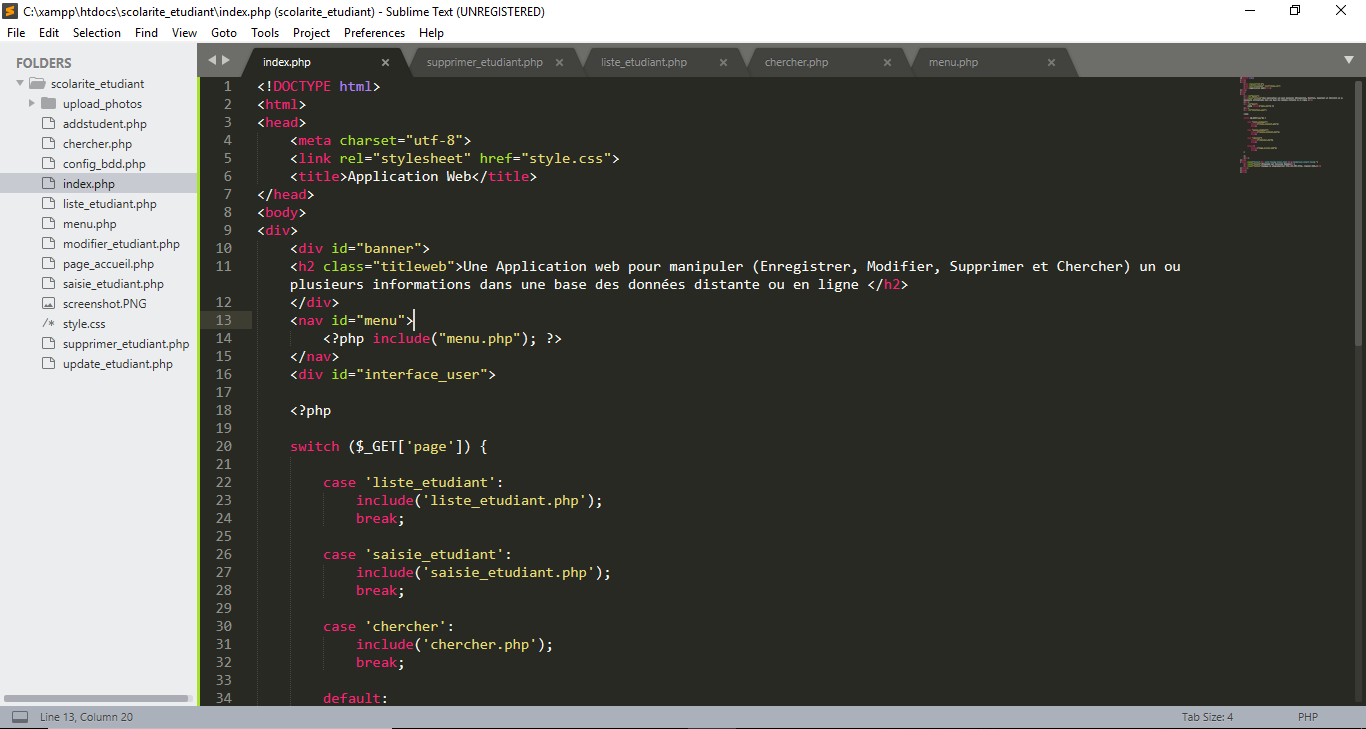 C:\xampp\htdocs\scolarite_etudiant\index.php (scolarite_etudiant) - Sublime Text (UNREGISTERED)
File Edit Selection Find View Goto Tools Project Preferences Help
FOLDERS
scolarite_etudiant
upload_photos
addstudent.php
chercher.php
config_bdd.php
index.php
liste_etudiant.php
menu.php
modifier_etudiant.php
page_accueil.php
saisie_etudiant.php
screenshot.PNG
/* style.css
supprimer_etudiant.php
update_etudiant.php
index.php × supprimer_etudiant.php × liste_etudiant.php × chercher.php × menu.php ×
1 <!DOCTYPE html>
2 <html>
3 <head>
4     <meta charset="utf-8">
5     <link rel="stylesheet" href="style.css">
6     <title>Application Web</title>
7 </head>
8 <body>
9 <div>
10     <div id="banner">
11     <h2 class="titleweb">Une Application web pour manipuler (Enregistrer, Modifier, Supprimer et Chercher) un ou
    plusieurs informations dans une base des données distante ou en ligne </h2>
12     </div>
13     <nav id="menu">
14         <?php include("menu.php"); ?>
15     </nav>
16     <div id="interface_user">
17
18     <?php
19
20     switch ($_GET['page']) {
21
22         case 'liste_etudiant':
23             include('liste_etudiant.php');
24             break;
25
26         case 'saisie_etudiant':
27             include('saisie_etudiant.php');
28             break;
29
30         case 'chercher':
31             include('chercher.php');
32             break;
33
34         default:
Line 13, Column 20
Tab Size: 4
PHP